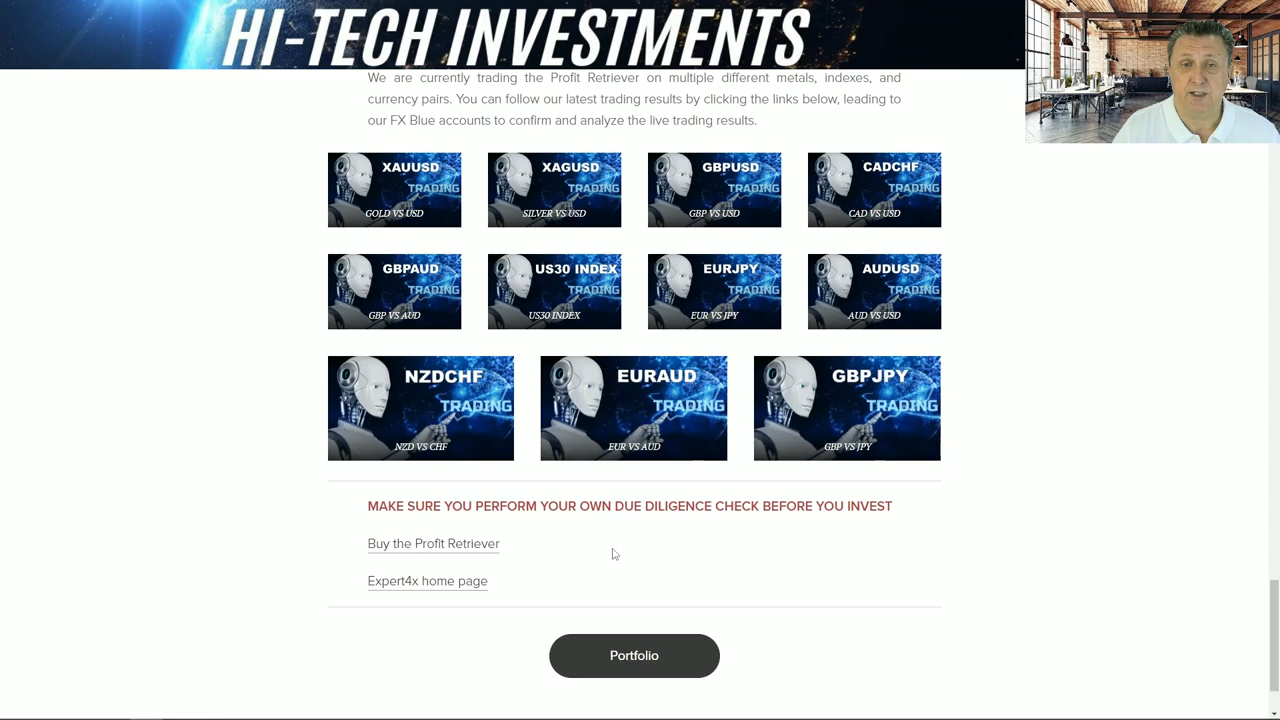 HI-TECH INVESTMENTS
We are currently trading the Profit Retriever on multiple different metals, indexes, and
currency pairs. You can follow our latest trading results by clicking the links below, leading to
our FX Blue accounts to confirm and analyze the live trading results.
XAUUSD
TRADING
GOLD VS USD
XAGUSD
TRADING
SILVER VS USD
GBPUSD
TRADING
GBP VS USD
CADCHF
TRADING
CAD VS USD
GBPAUD
TRADING
GBP VS AUD
US30 INDEX
TRADING
US30 INDEX
EURJPY
TRADING
EUR VS JPY
AUDUSD
TRADING
AUD VS USD
NZDCHF
TRADING
NZD VS CHF
EURAUD
TRADING
EUR VS AUD
GBPJPY
TRADING
GBP VS JPY
MAKE SURE YOU PERFORM YOUR OWN DUE DILIGENCE CHECK BEFORE YOU INVEST
Buy the Profit Retriever
Expert4x home page
Portfolio